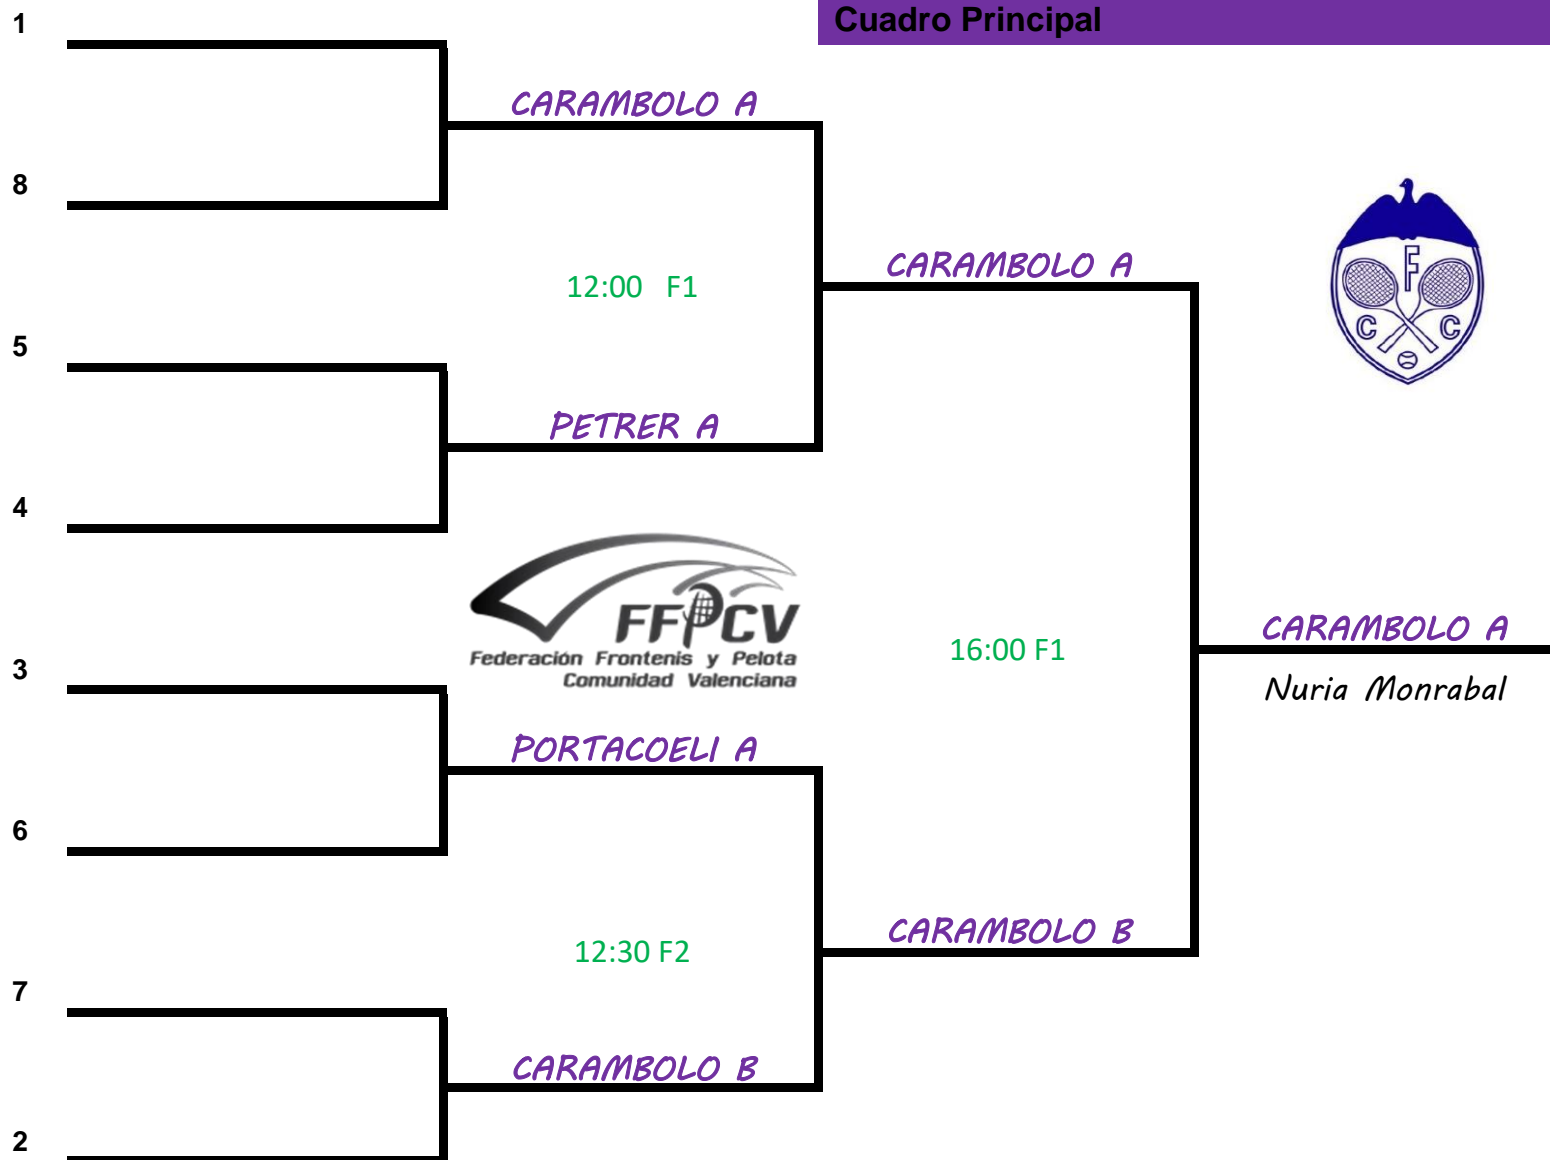 1
Cuadro Principal
CARAMBOLO A
8
CARAMBOLO A
12:00 F1
F
C C
5
PETRER A
4
FFPCV
Federación Frontenis y Pelota
Comunidad Valenciana
CARAMBOLO A
16:00 F1
3
Nuria Monrabal
PORTACOELI A
6
CARAMBOLO B
12:30 F2
7
CARAMBOLO B
2